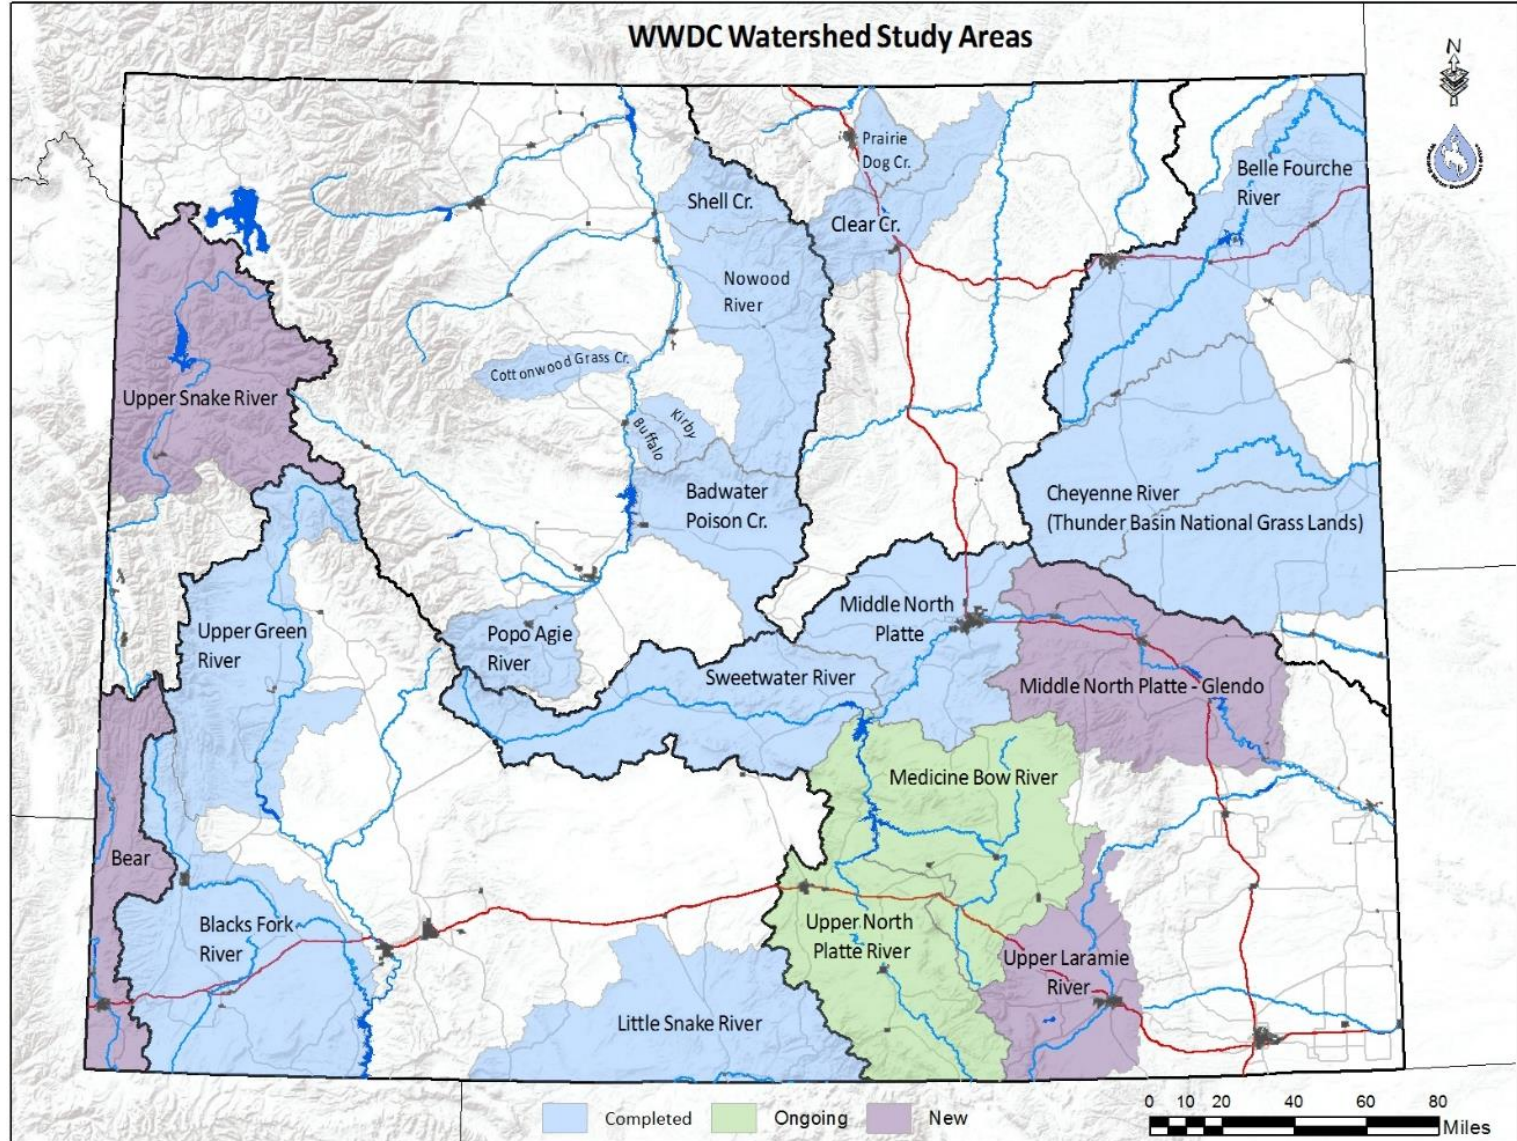 WWDC Watershed Study Areas
N
Prairie
Dog Cr.
Belle Fourche
River
Shell Cr.
Clear Cr.
Nowood
River
Cottonwood Grass Cr.
Upper Snake River
Kirby
Buffalo
Badwater
Poison Cr.
Cheyenne River
(Thunder Basin National Grass Lands)
Middle North
Platte
Upper Green
River
Popo Agie
River
Sweetwater River
Middle North Platte - Glendo
Medicine Bow River
Bear
Blacks Fork
River
Upper North
Platte River
Upper Laramie
River
Little Snake River
Completed
Ongoing
New
0 10 20 40 60 80
Miles